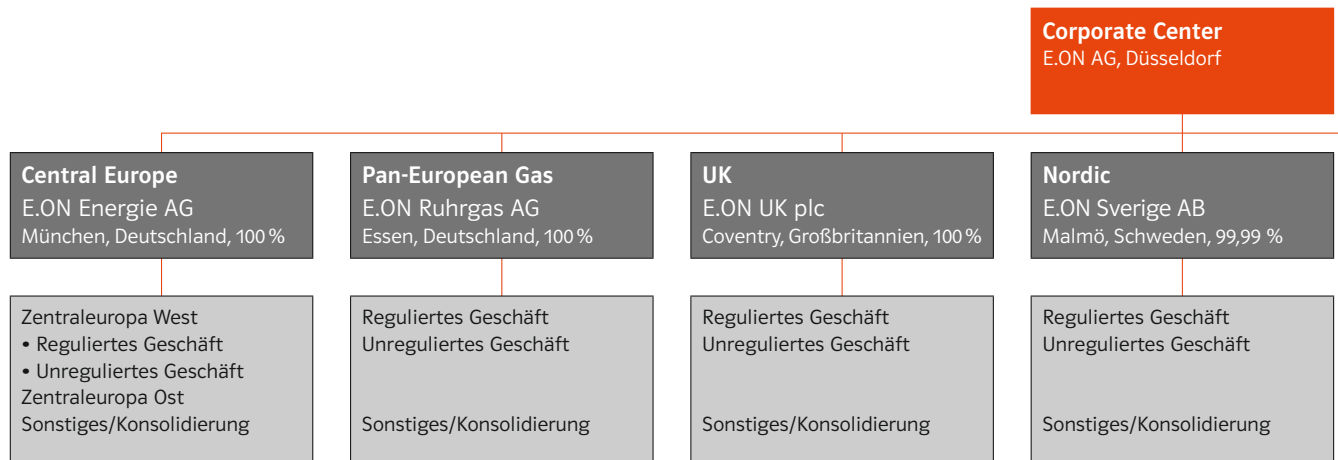 Corporate Center
E.ON AG, Düsseldorf
Central Europe
E.ON Energie AG
München, Deutschland, 100 %
Pan-European Gas
E.ON Ruhrgas AG
Essen, Deutschland, 100 %
UK
E.ON UK plc
Coventry, Großbritannien, 100 %
Nordic
E.ON Sverige AB
Malmö, Schweden, 99,99 %
Zentraleuropa West
• Reguliertes Geschäft
• Unreguliertes Geschäft
Zentraleuropa Ost
Sonstiges/Konsolidierung
Reguliertes Geschäft
Unreguliertes Geschäft
Sonstiges/Konsolidierung
Reguliertes Geschäft
Unreguliertes Geschäft
Sonstiges/Konsolidierung
Reguliertes Geschäft
Unreguliertes Geschäft
Sonstiges/Konsolidierung